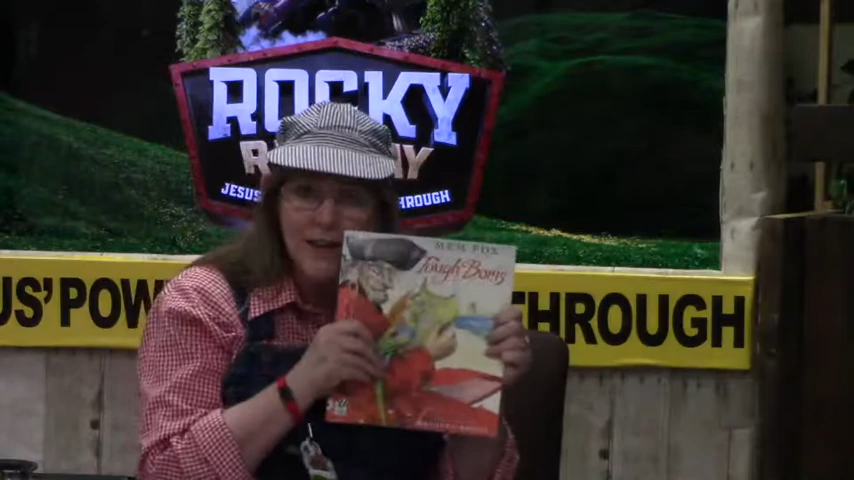 ROCKY
JESUS
THROUGH
MEM FOX
Tough Boris
US' POW
THROUGH